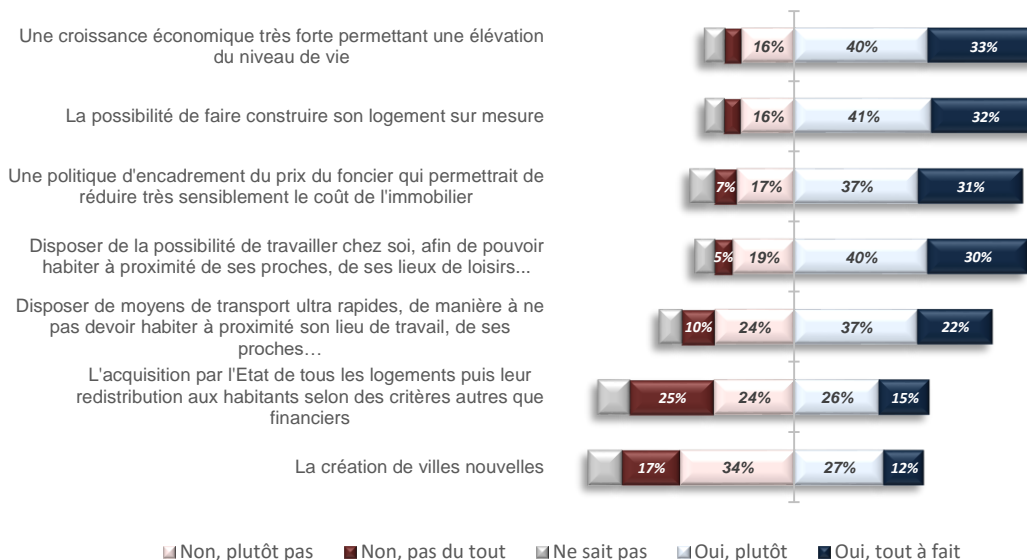 Une croissance économique très forte permettant une élévation
du niveau de vie
16% 40% 33%
La possibilité de faire construire son logement sur mesure
16% 41% 32%
Une politique d'encadrement du prix du foncier qui permettrait de
réduire très sensiblement le coût de l'immobilier
7% 17% 37% 31%
Disposer de la possibilité de travailler chez soi, afin de pouvoir
habiter à proximité de ses proches, de ses lieux de loisirs...
5% 19% 40% 30%
Disposer de moyens de transport ultra rapides, de manière à ne
pas devoir habiter à proximité son lieu de travail, de ses
proches…
10% 24% 37% 22%
L'acquisition par l'Etat de tous les logements puis leur
redistribution aux habitants selon des critères autres que
financiers
25% 24% 26% 15%
La création de villes nouvelles
17% 34% 27% 12%
Non, plutôt pas Non, pas du tout Ne sait pas Oui, plutôt Oui, tout à fait